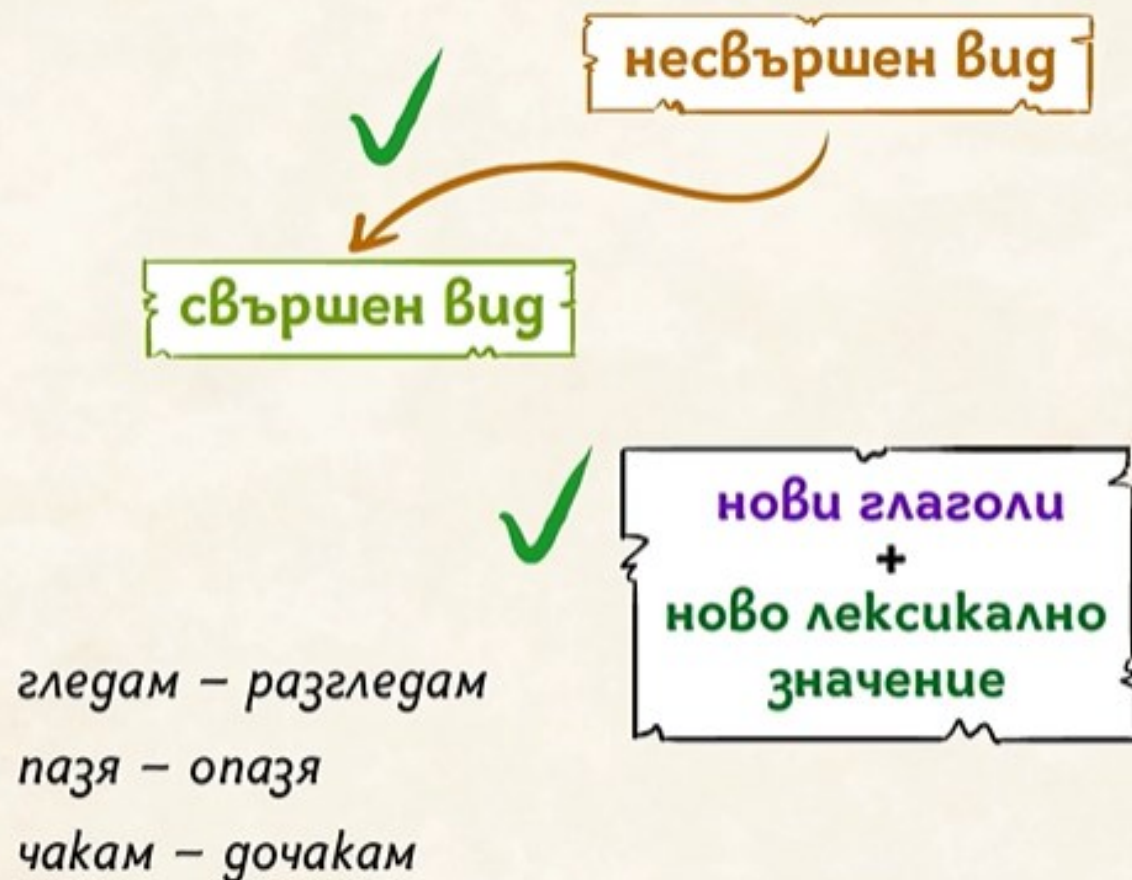 несвършен вид
свършен вид
нови глаголи
+
ново лексикално
значение
гледам – разгледам
пазя – опазя
чакам – дочакам